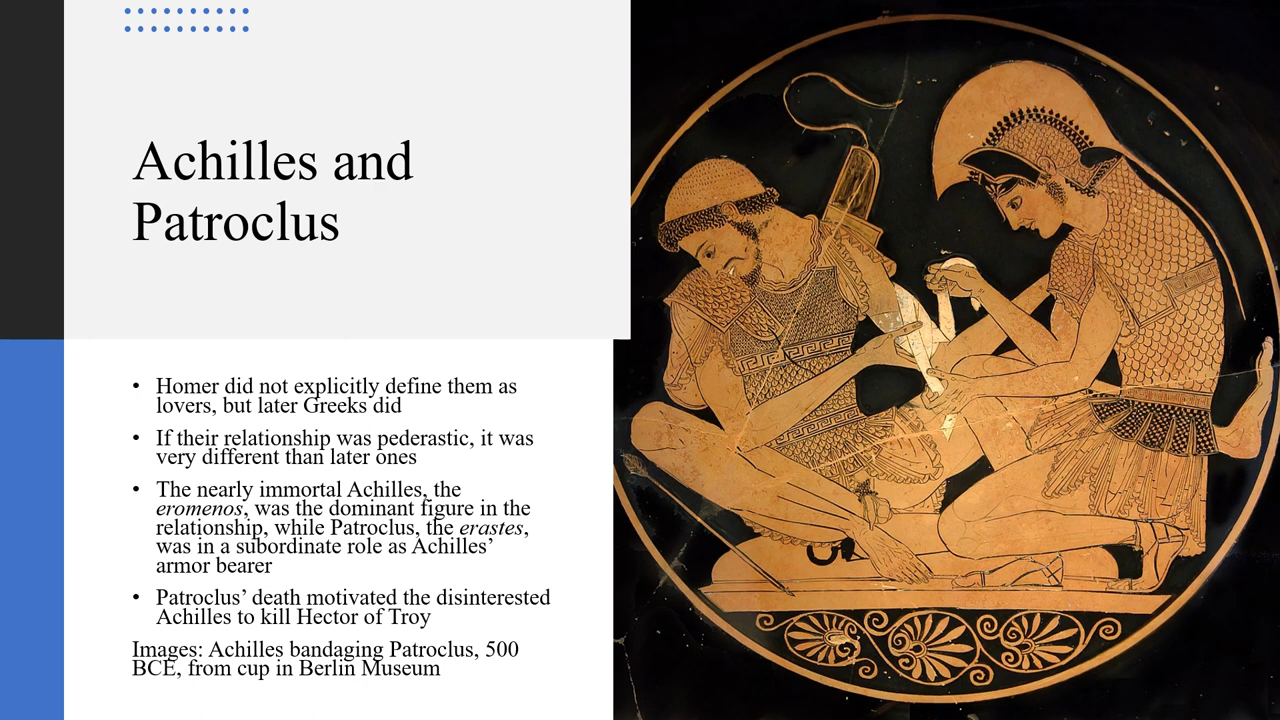 Achilles and
Patroclus
• Homer did not explicitly define them as
lovers, but later Greeks did
• If their relationship was pederastic, it was
very different than later ones
• The nearly immortal Achilles, the
eromenos, was the dominant figure in the
relationship, while Patroclus, the erastes,
was in a subordinate role as Achilles’
armor bearer
• Patroclus’ death motivated the disinterested
Achilles to kill Hector of Troy
Images: Achilles bandaging Patroclus, 500
BCE, from cup in Berlin Museum